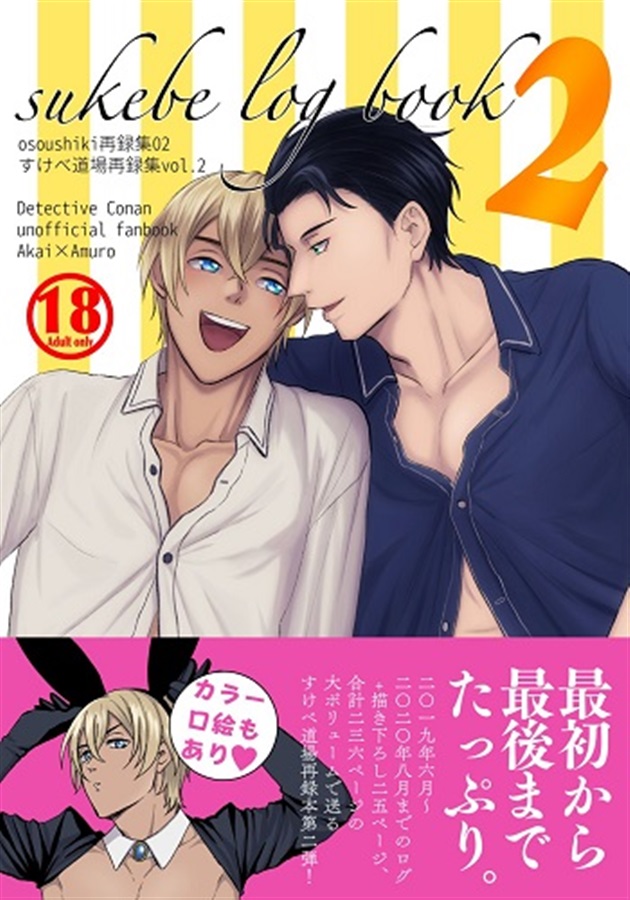 sukebe log book
2
osoushiki再録集02
すけべ道場再録集vol.2
Detective Conan
unofficial fanbook
Akai×Amuro
18
Adult only
最初から
最後まで
たっぷり。
二〇一九年六月～
二〇二〇年八月までのログ
+描き下ろし二五ページ、
合計二三六ページの
大ボリュームで送る
すけべ道場再録本第二弾！
カラー
口絵も
あり♥